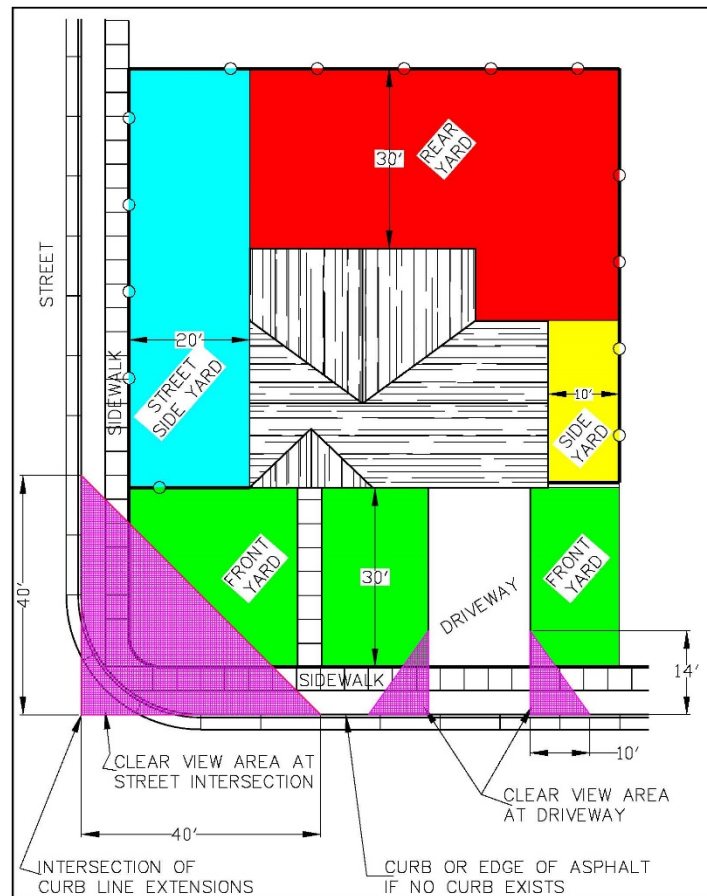 REAR
YARD
30'
STREET
20'
SIDEWALK
STREET
SIDE YARD
10'
SIDE
YARD
FRONT
YARD
30'
DRIVEWAY
FRONT
YARD
40'
14'
SIDEWALK
10'
CLEAR VIEW AREA AT
STREET INTERSECTION
CLEAR VIEW AREA
AT DRIVEWAY
40'
INTERSECTION OF
CURB LINE EXTENSIONS
CURB OR EDGE OF ASPHALT
IF NO CURB EXISTS